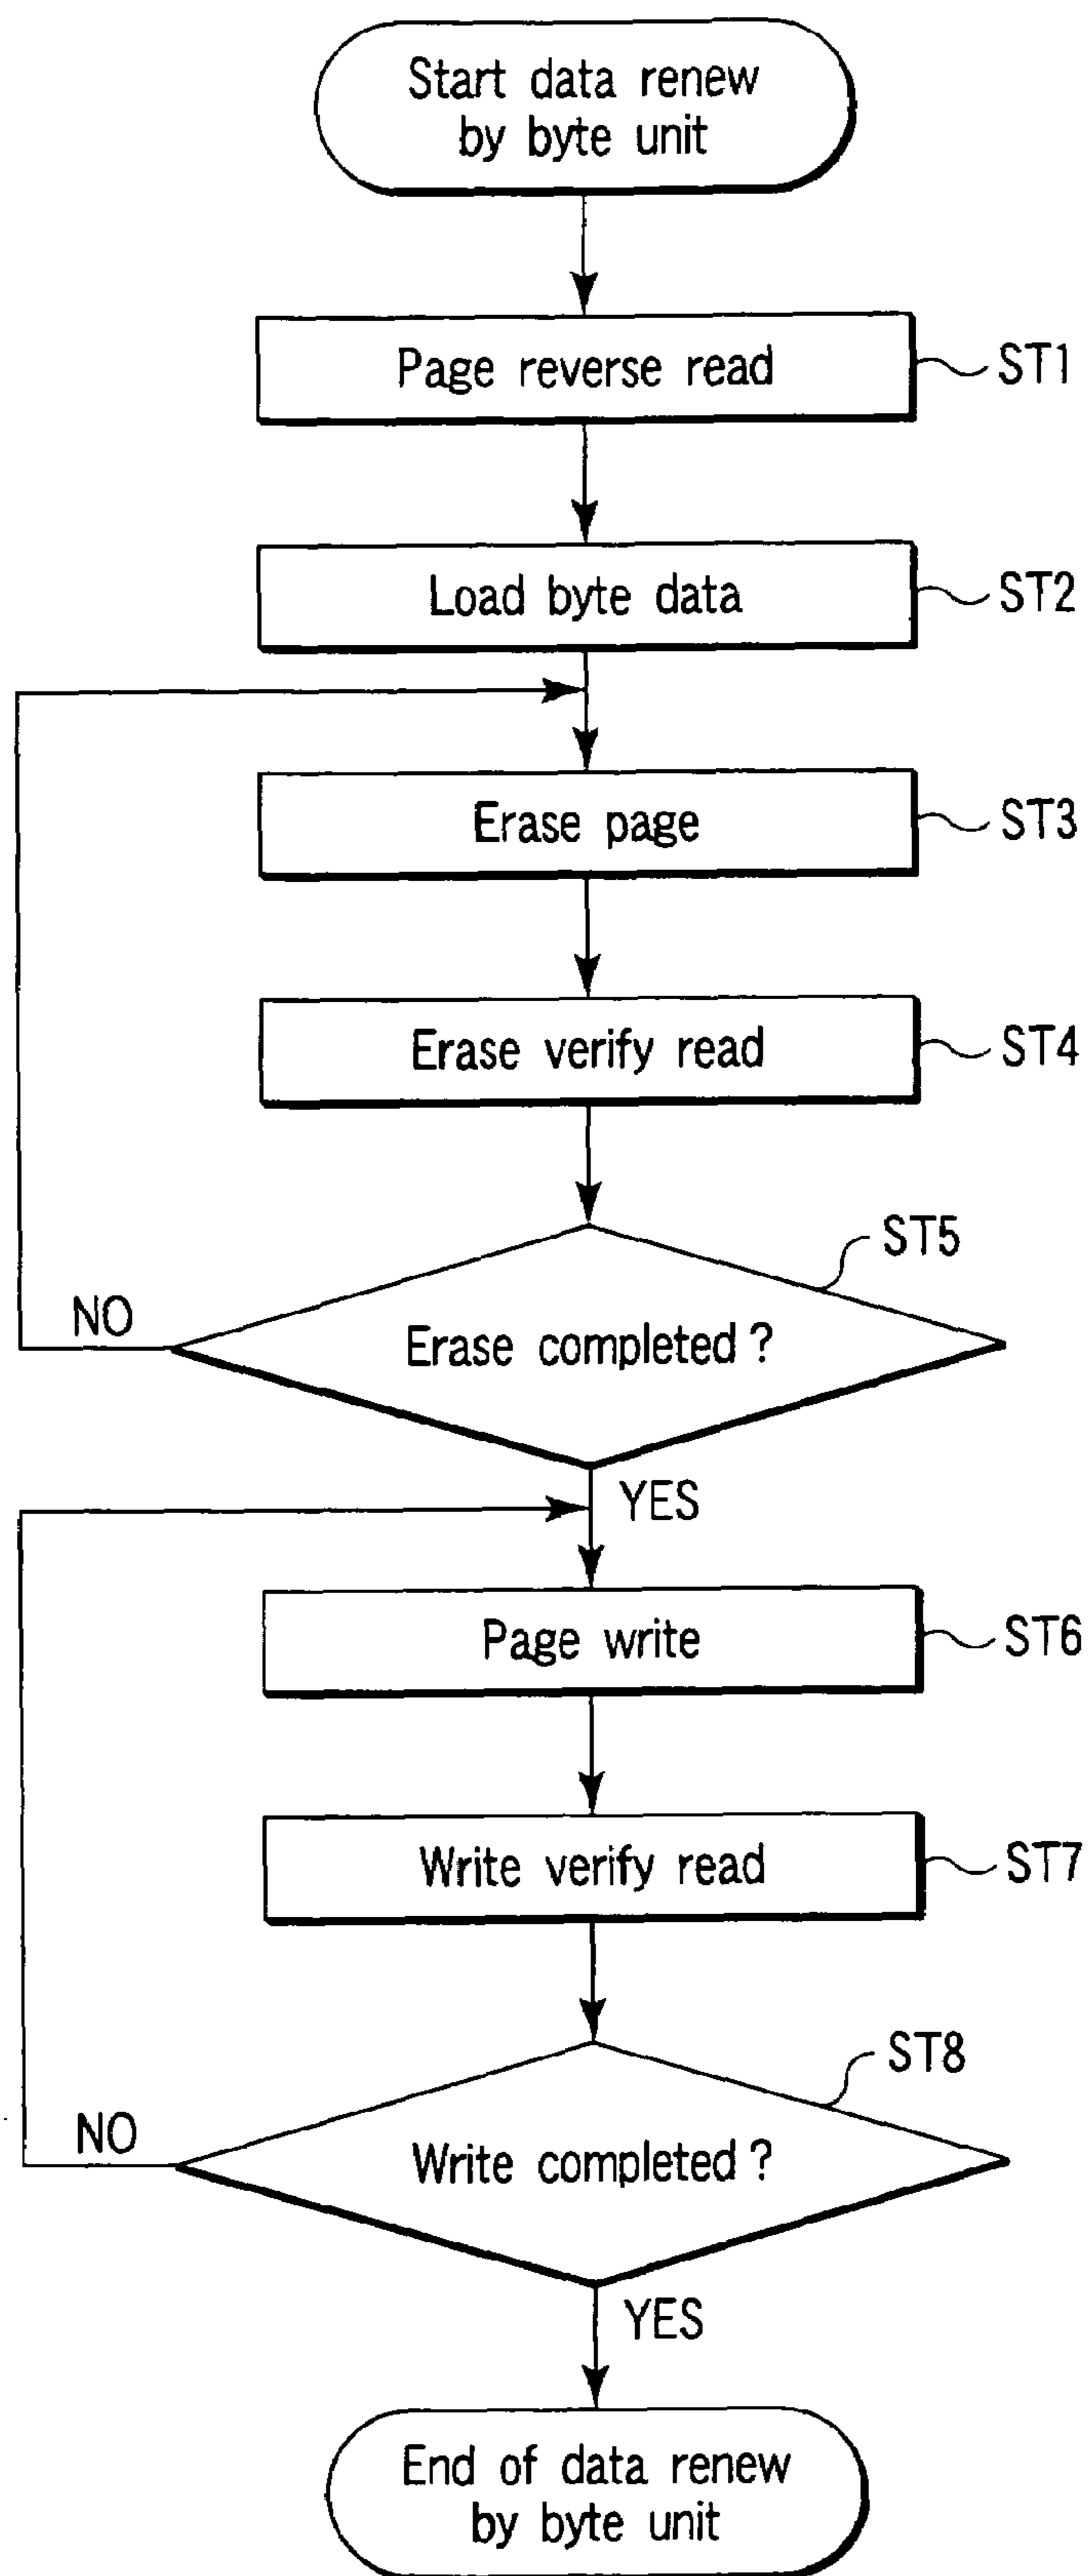 Start data renew
by byte unit
Page reverse read
ST1
Load byte data
ST2
Erase page
ST3
Erase verify read
ST4
ST5
Erase completed ?
NO
YES
Page write
ST6
Write verify read
ST7
ST8
Write completed ?
NO
YES
End of data renew
by byte unit